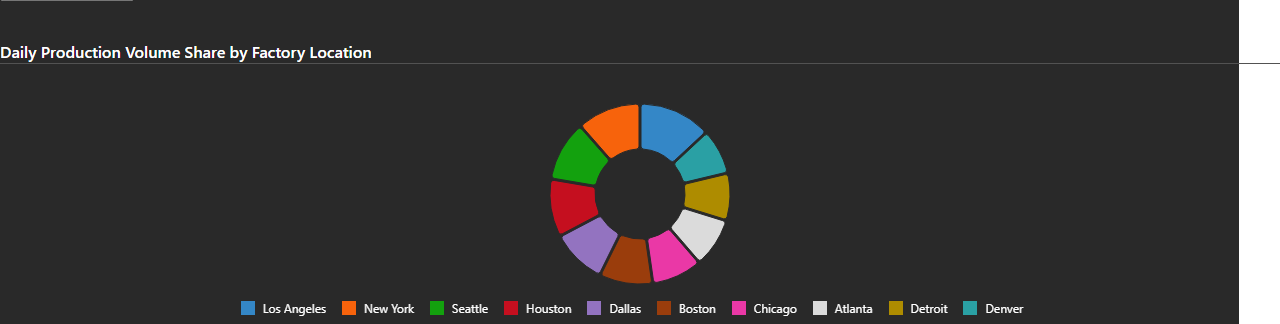 Daily Production Volume Share by Factory Location
Los Angeles New York Seattle Houston Dallas Boston Chicago Atlanta Detroit Denver